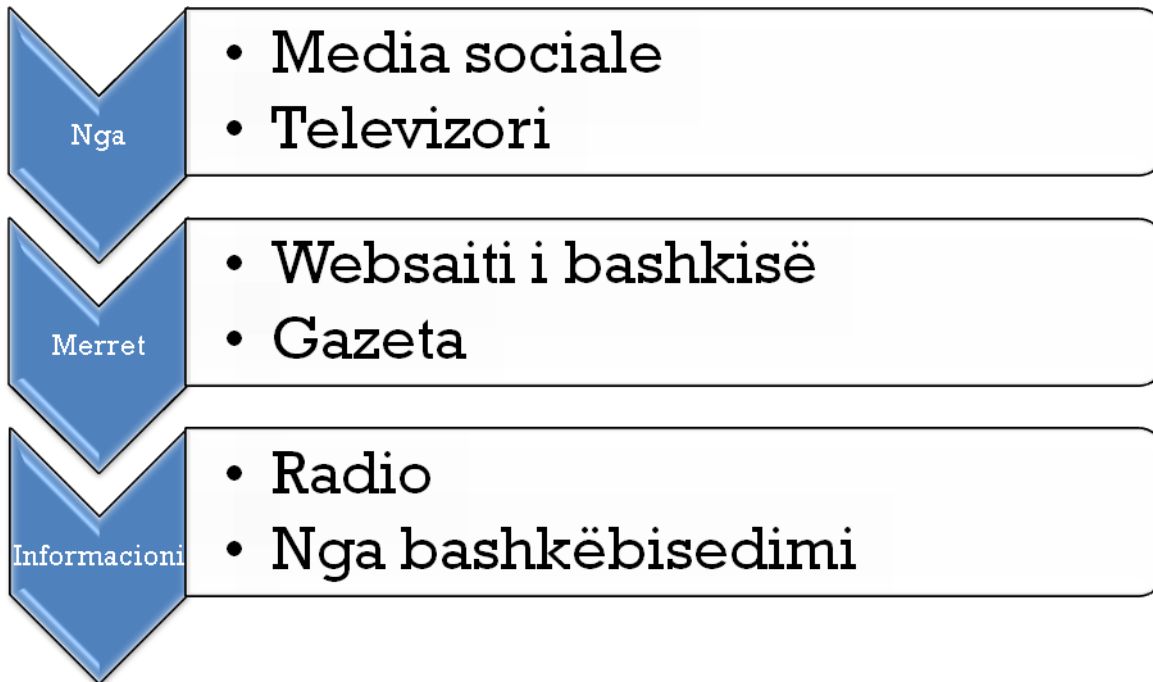 Nga
• Media sociale
• Televizori
Merret
• Websaiti i bashkisë
• Gazeta
Informacioni
• Radio
• Nga bashkëbisedimi